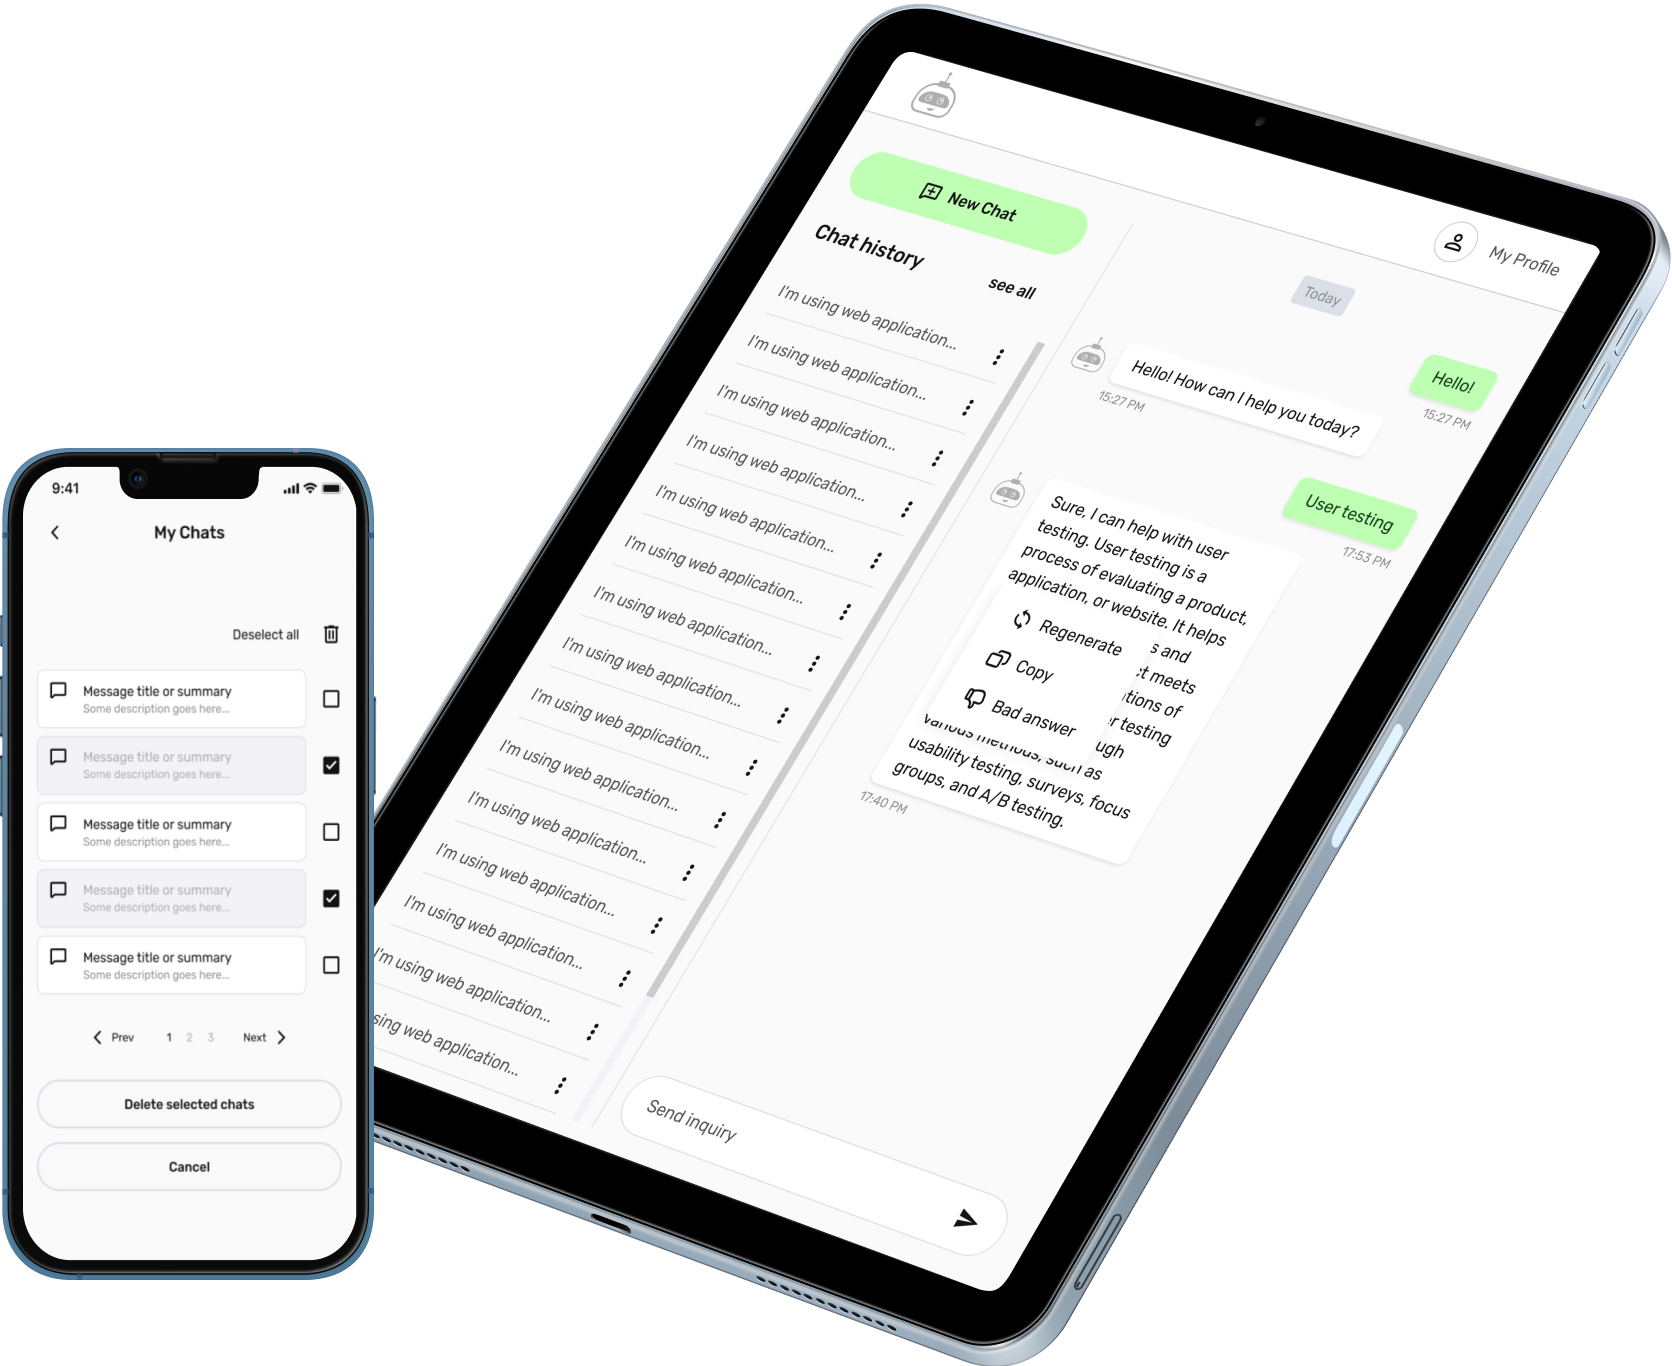 9:41
My Chats
Deselect all
Message title or summary
Some description goes here...
Message title or summary
Some description goes here...
Message title or summary
Some description goes here...
Message title or summary
Some description goes here...
Message title or summary
Some description goes here...
Prev 1 2 3 Next
Delete selected chats
Cancel
New Chat
Chat history
see all
I'm using web application...
I'm using web application...
I'm using web application...
I'm using web application...
I'm using web application...
I'm using web application...
I'm using web application...
I'm using web application...
I'm using web application...
I'm using web application...
I'm using web application...
I'm using web application...
I'm using web application...
I'm using web application...
sing web application...
My Profile
Today
Hello!
15:27 PM
Hello! How can I help you today?
15:27 PM
User testing
17:53 PM
Sure, I can help with user
testing. User testing is a
process of evaluating a product,
application, or website. It helps
s and
meets
tions of
r testing
ugh
various methods, such as
usability testing, surveys, focus
groups, and A/B testing.
17:40 PM
Regenerate
Copy
Bad answer
Send inquiry